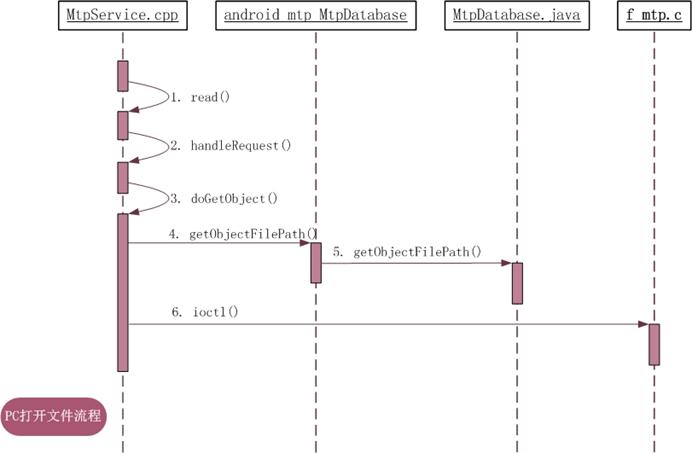 MtpService.cpp
android mtp MtpDatabase
MtpDatabase.java
f mtp.c
1. read()
2. handleRequest()
3. doGetObject()
4. getObjectFilePath()
5. getObjectFilePath()
6. ioctl()
PC打开文件流程